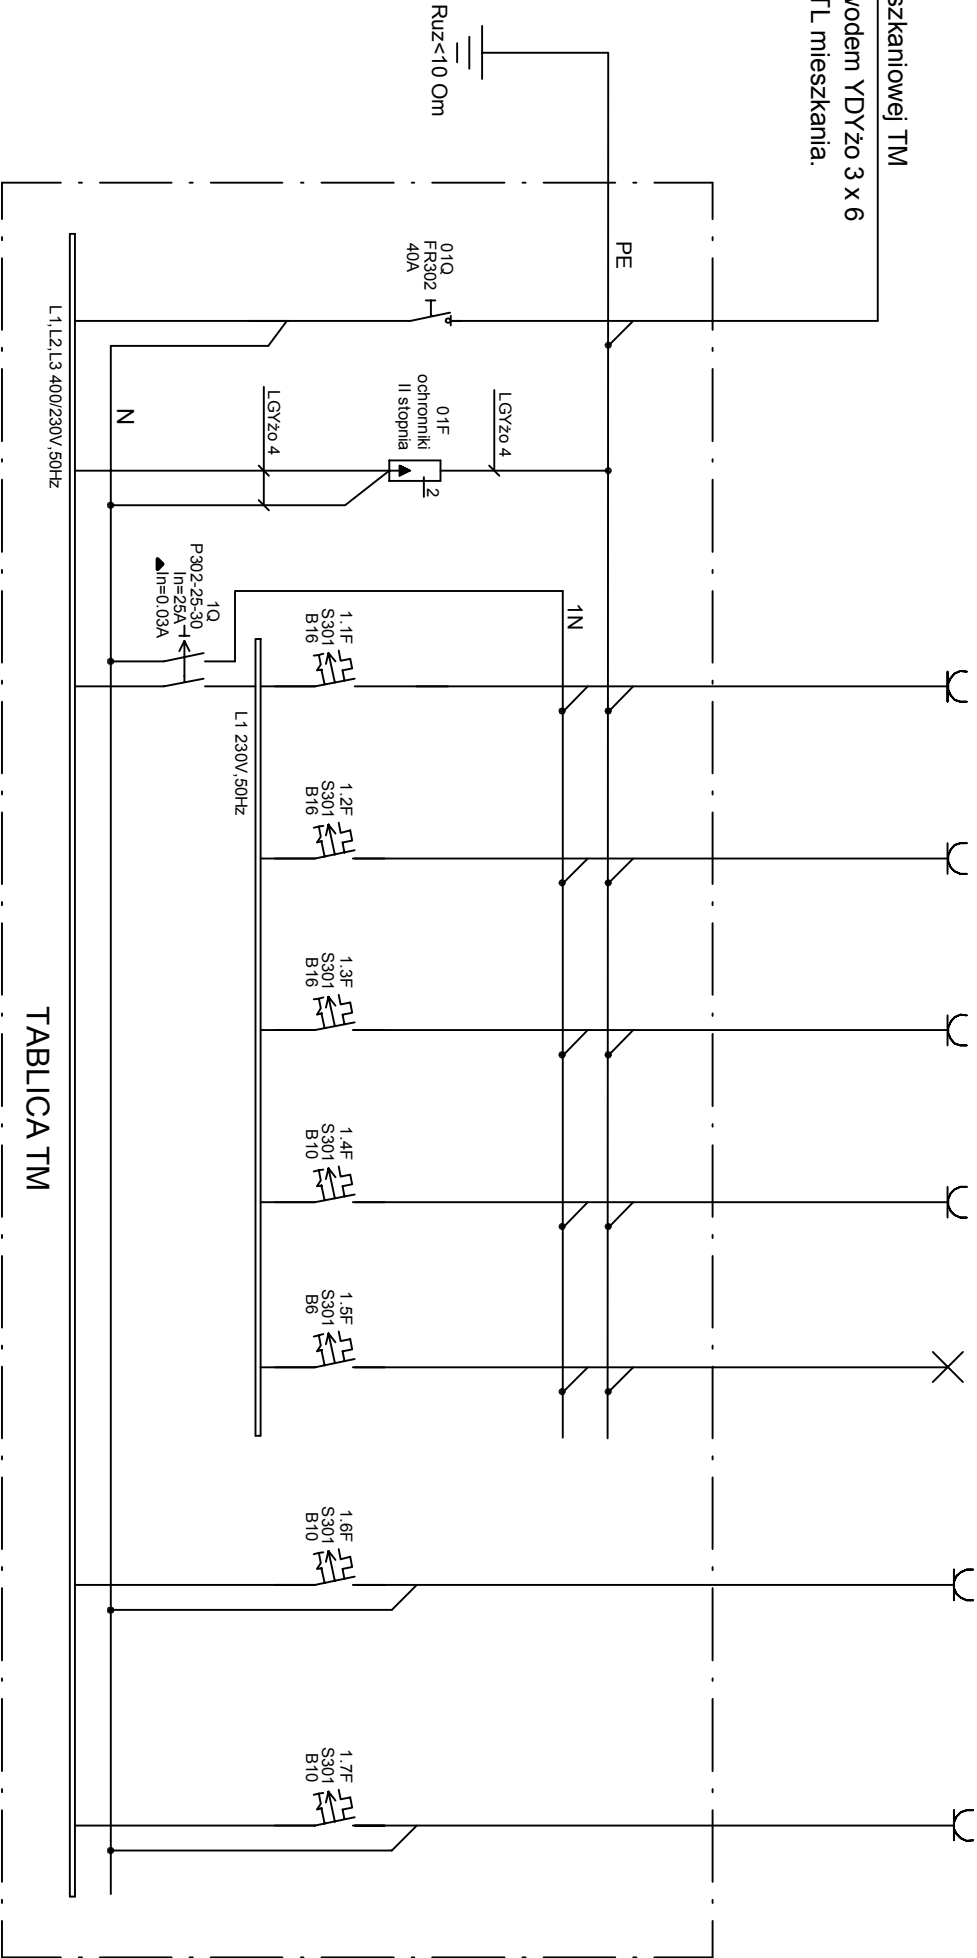 szkaniowej TM
wodem YDYżo 3 x 6
TL mieszkania.
Ruz<10 Om
PE
01Q
FR302
40A
L1,L2,L3 400/230V,50Hz
N
LGYżo 4
01F
ochronniki
II stopnia
2
LGYżo 4
1Q
P302-25-30
In=25A
In=0.03A
1N
L1 230V,50Hz
1.1F
S301
B16
1.2F
S301
B16
1.3F
S301
B16
1.4F
S301
B10
1.5F
S301
B6
1.6F
S301
B10
1.7F
S301
B10
TABLICA TM